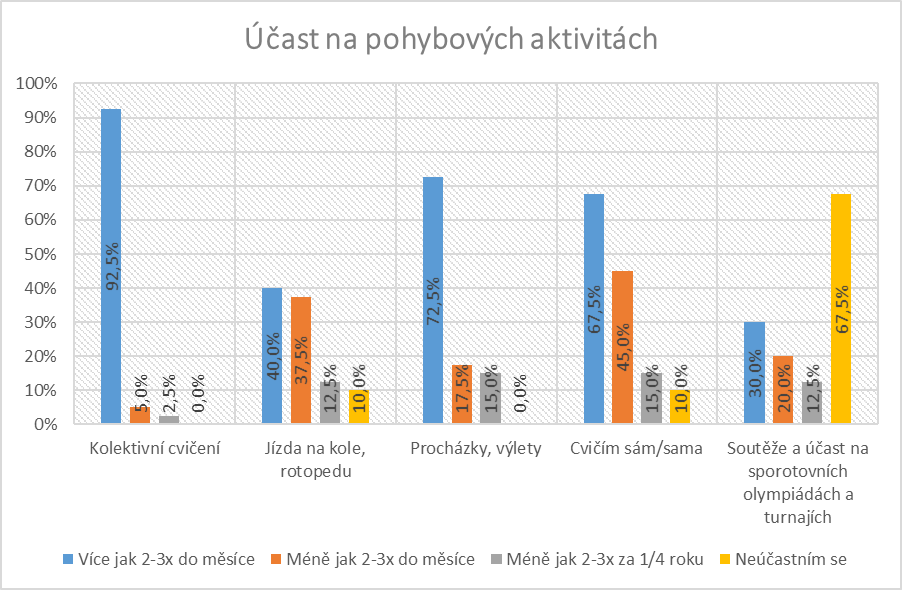 Účast na pohybových aktivitách
100%
90%
80%
70%
60%
50%
40%
30%
20%
10%
0%
92,5%
5,0%
2,5%
0,0%
40,0%
37,5%
12,5%
10,0%
72,5%
17,5%
15,0%
0,0%
67,5%
45,0%
15,0%
10,0%
30,0%
20,0%
12,5%
67,5%
Kolektivní cvičení
Jízda na kole,
rotopedu
Procházky, výlety
Cvičím sám/sama
Soutěže a účast na
sporotovních
olympiádách a
turnajích
Více jak 2-3x do měsíce
Méně jak 2-3x do měsíce
Méně jak 2-3x za 1/4 roku
Neúčastním se